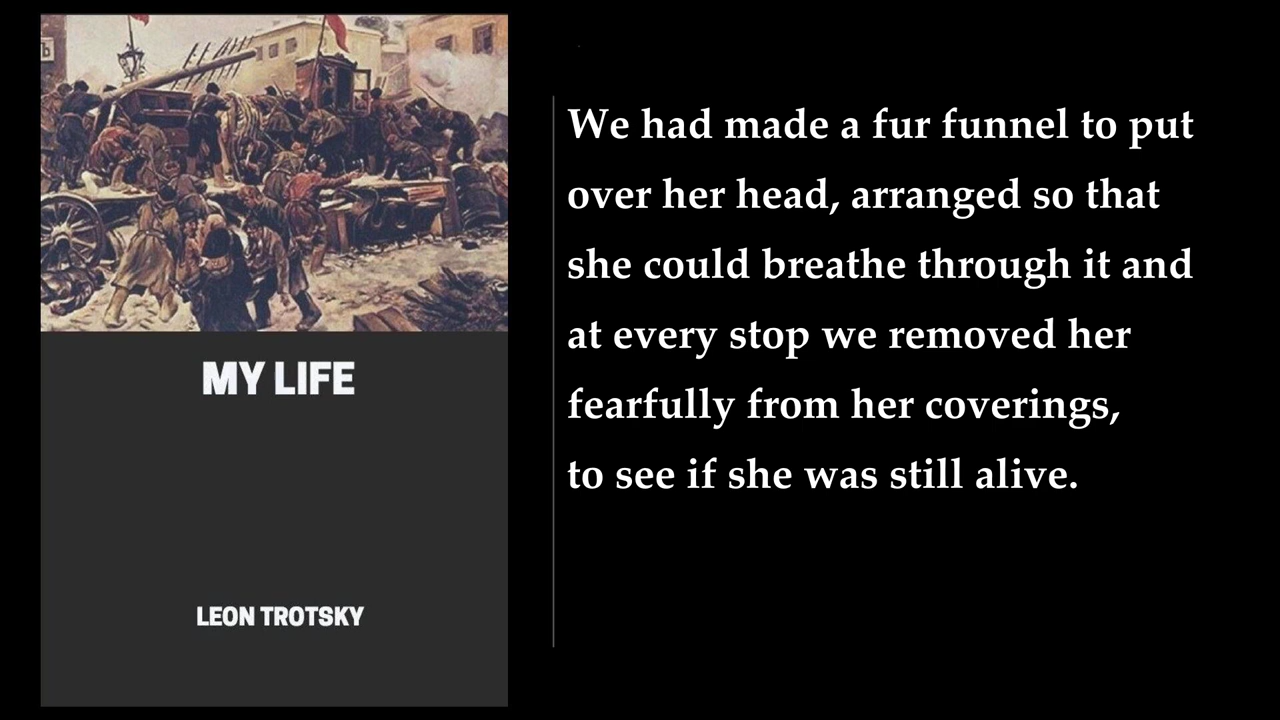 MY LIFE
LEON TROTSKY
We had made a fur funnel to put
over her head, arranged so that
she could breathe through it and
at every stop we removed her
fearfully from her coverings,
to see if she was still alive.